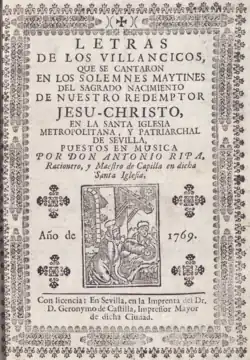 LETRAS
DE LOS VILLANCICOS,
QUE SE CANTARON
EN LOS SOLEMNES MAYTINES
DEL SAGRADO NACIMIENTO
DE NUESTRO REDEMPTOR
JESU-CHRISTO,
EN LA SANTA IGLESIA
METROPOLITANA, Y PATRIARCHAL
DE SEVILLA,
PUESTOS EN MUSICA
POR DON ANTONIO RIPA,
Racionero, y Maestro de Capilla en dicha
Santa Iglesia,
Año de 1769.
Con licencia: En Sevilla, en la Imprenta del Dr.
D. Geronymo de Castilla, Impressor Mayor
de dicha Ciudad.